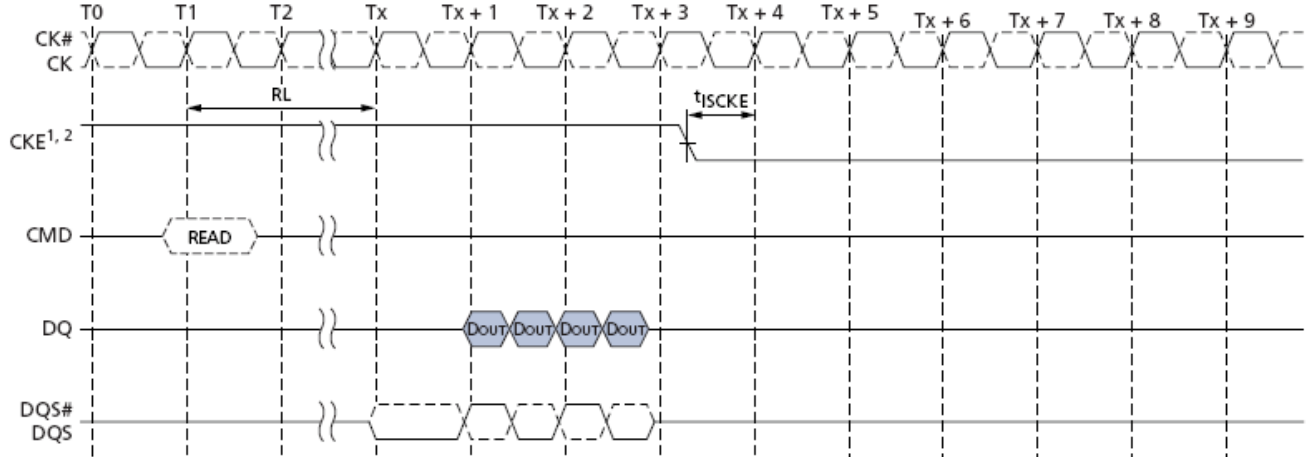 T0 T1 T2 Tx Tx + 1 Tx + 2 Tx + 3 Tx + 4 Tx + 5 Tx + 6 Tx + 7 Tx + 8 Tx + 9
CK#
CK
RL
tISCKE
CKE1, 2
CMD READ
DQ DOUT DOUT DOUT DOUT
DQS#
DQS